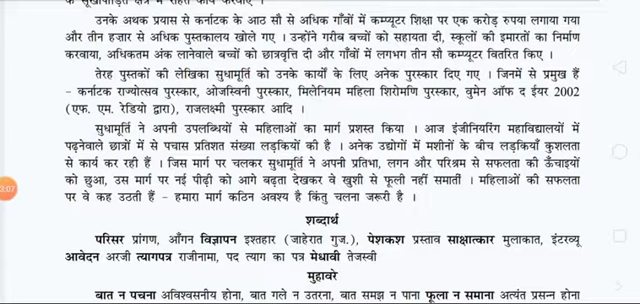 के सूखापीड़ित क्षेत्र में राहत कार्य करवाए ।
उनके अथक प्रयास से कर्नाटक के आठ सौ से अधिक गाँवों में कम्प्यूटर शिक्षा पर एक करोड़ रुपया लगाया गया
और तीन हजार से अधिक पुस्तकालय खोले गए । उन्होंने गरीब बच्चों को सहायता दी, स्कूलों की इमारतों का निर्माण
करवाया, अधिकतम अंक लानेवाले बच्चों को छात्रवृत्ति दी और गाँवों में लगभग तीन सौ कम्प्यूटर वितरित किए ।
तेरह पुस्तकों की लेखिका सुधामूर्ति को उनके कार्यों के लिए अनेक पुरस्कार दिए गए । जिनमें से प्रमुख हैं
- कर्नाटक राज्योत्सव पुरस्कार, ओजस्विनी पुरस्कार, मिलेनियम महिला शिरोमणि पुरस्कार, वुमेन ऑफ द ईयर 2002
(एफ. एम. रेडियो द्वारा), राजलक्ष्मी पुरस्कार आदि ।
सुधामूर्ति ने अपनी उपलब्धियों से महिलाओं का मार्ग प्रशस्त किया । आज इंजीनियरिंग महाविद्यालयों में
पढ़नेवाले छात्रों में से पचास प्रतिशत संख्या लड़कियों की है । अनेक उद्योगों में मशीनों के बीच लड़कियाँ कुशलता
से कार्य कर रही हैं । जिस मार्ग पर चलकर सुधामूर्ति ने अपनी प्रतिभा, लगन और परिश्रम से सफलता की ऊँचाइयों
को छुआ, उस मार्ग पर नई पीढ़ी को आगे बढ़ता देखकर वे खुशी से फूली नहीं समातीं । महिलाओं की सफलता
3:07
पर वे कह उठती हैं - हमारा मार्ग कठिन अवश्य है किंतु चलना जरूरी है ।
शब्दार्थ
परिसर प्रांगण, आँगन विज्ञापन इश्तहार (जाहेरात गुज.), पेशकश प्रस्ताव साक्षात्कार मुलाकात, इंटरव्यू
आवेदन अरजी त्यागपत्र राजीनामा, पद त्याग का पत्र मेधावी तेजस्वी
मुहावरे
बात न पचना अविश्वसनीय होना, बात गले न उतरना, बात समझ न पाना फूला न समाना अत्यंत प्रसन्न होना